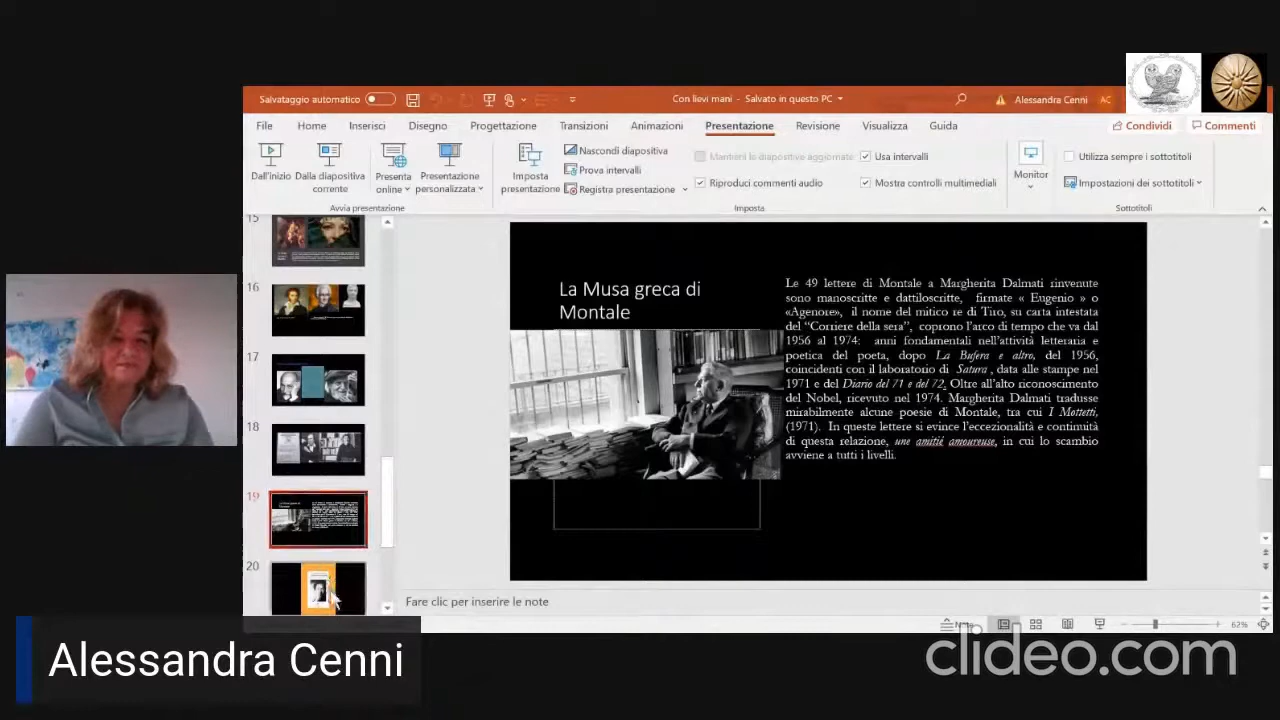 Salvataggio automatico
Con lievi mani - Salvato in questo PC
Alessandra Cenni
AC
File Home Inserisci Disegno Progettazione Transizioni Animazioni Presentazione Revisione Visualizza Guida
Condividi
Commenti
Dall'inizio
Dalla diapositiva corrente
Presenta online
Presentazione personalizzata
Avvia presentazione
Imposta presentazione
Nascondi diapositiva
Prova intervalli
Registra presentazione
Mantieni le diapositive aggiornate
Riproduci commenti audio
Usa intervalli
Mostra controlli multimediali
Imposta
Monitor
Utilizza sempre i sottotitoli
Impostazioni dei sottotitoli
Sottotitoli
15
16
17
18
19
20
La Musa greca di
Montale
Le 49 lettere di Montale a Margherita Dalmati rinvenute
sono manoscritte e dattiloscritte, firmate « Eugenio » o
«Agenore», il nome del mitico re di Tiro, su carta intestata
del “Corriere della sera”, coprono l'arco di tempo che va dal
1956 al 1974: anni fondamentali nell'attività letteraria e
poetica del poeta, dopo La Bufera e altro, del 1956,
coincidenti con il laboratorio di Satura , data alle stampe nel
1971 e del Diario del 71 e del 72. Oltre all'alto riconoscimento
del Nobel, ricevuto nel 1974. Margherita Dalmati tradusse
mirabilmente alcune poesie di Montale, tra cui I Mottetti,
(1971). In queste lettere si evince l'eccezionalità e continuità
di questa relazione, une amitié amoureuse, in cui lo scambio
avviene a tutti i livelli.
Fare clic per inserire le note
62%
Alessandra Cenni
clideo.com